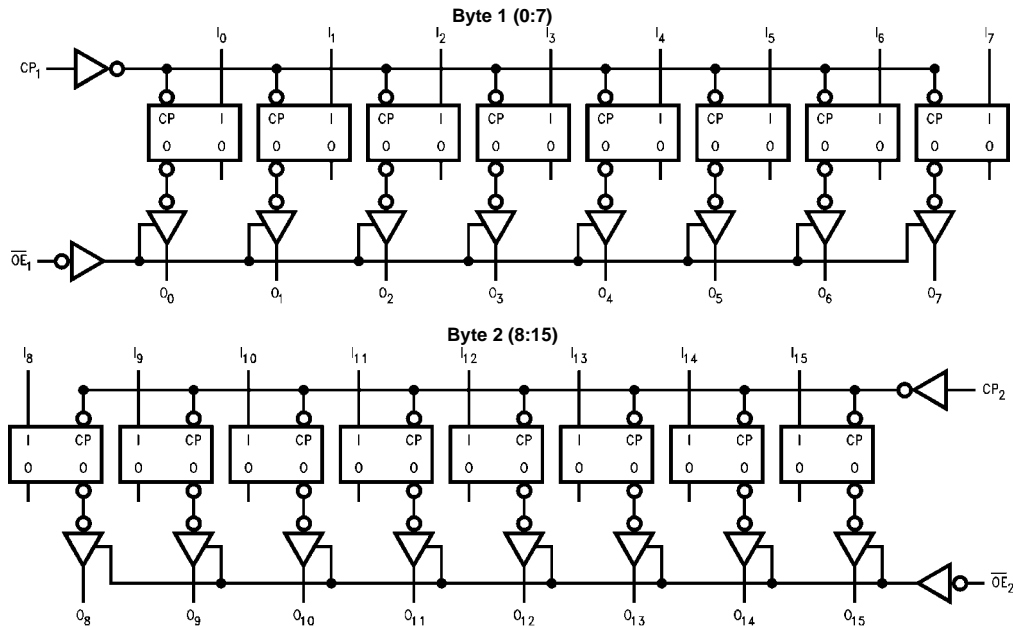 Byte 1 (0:7)
I0 I1 I2 I3 I4 I5 I6 I7
CP1
CP I CP I CP I CP I CP I CP I CP I CP I
O O O O O O O O O O O O O O O O
OE1
O0 O1 O2 O3 O4 O5 O6 O7
Byte 2 (8:15)
I8 I9 I10 I11 I12 I13 I14 I15
CP2
I CP I CP I CP I CP I CP I CP I CP I CP
O O O O O O O O O O O O O O O O
OE2
O8 O9 O10 O11 O12 O13 O14 O15